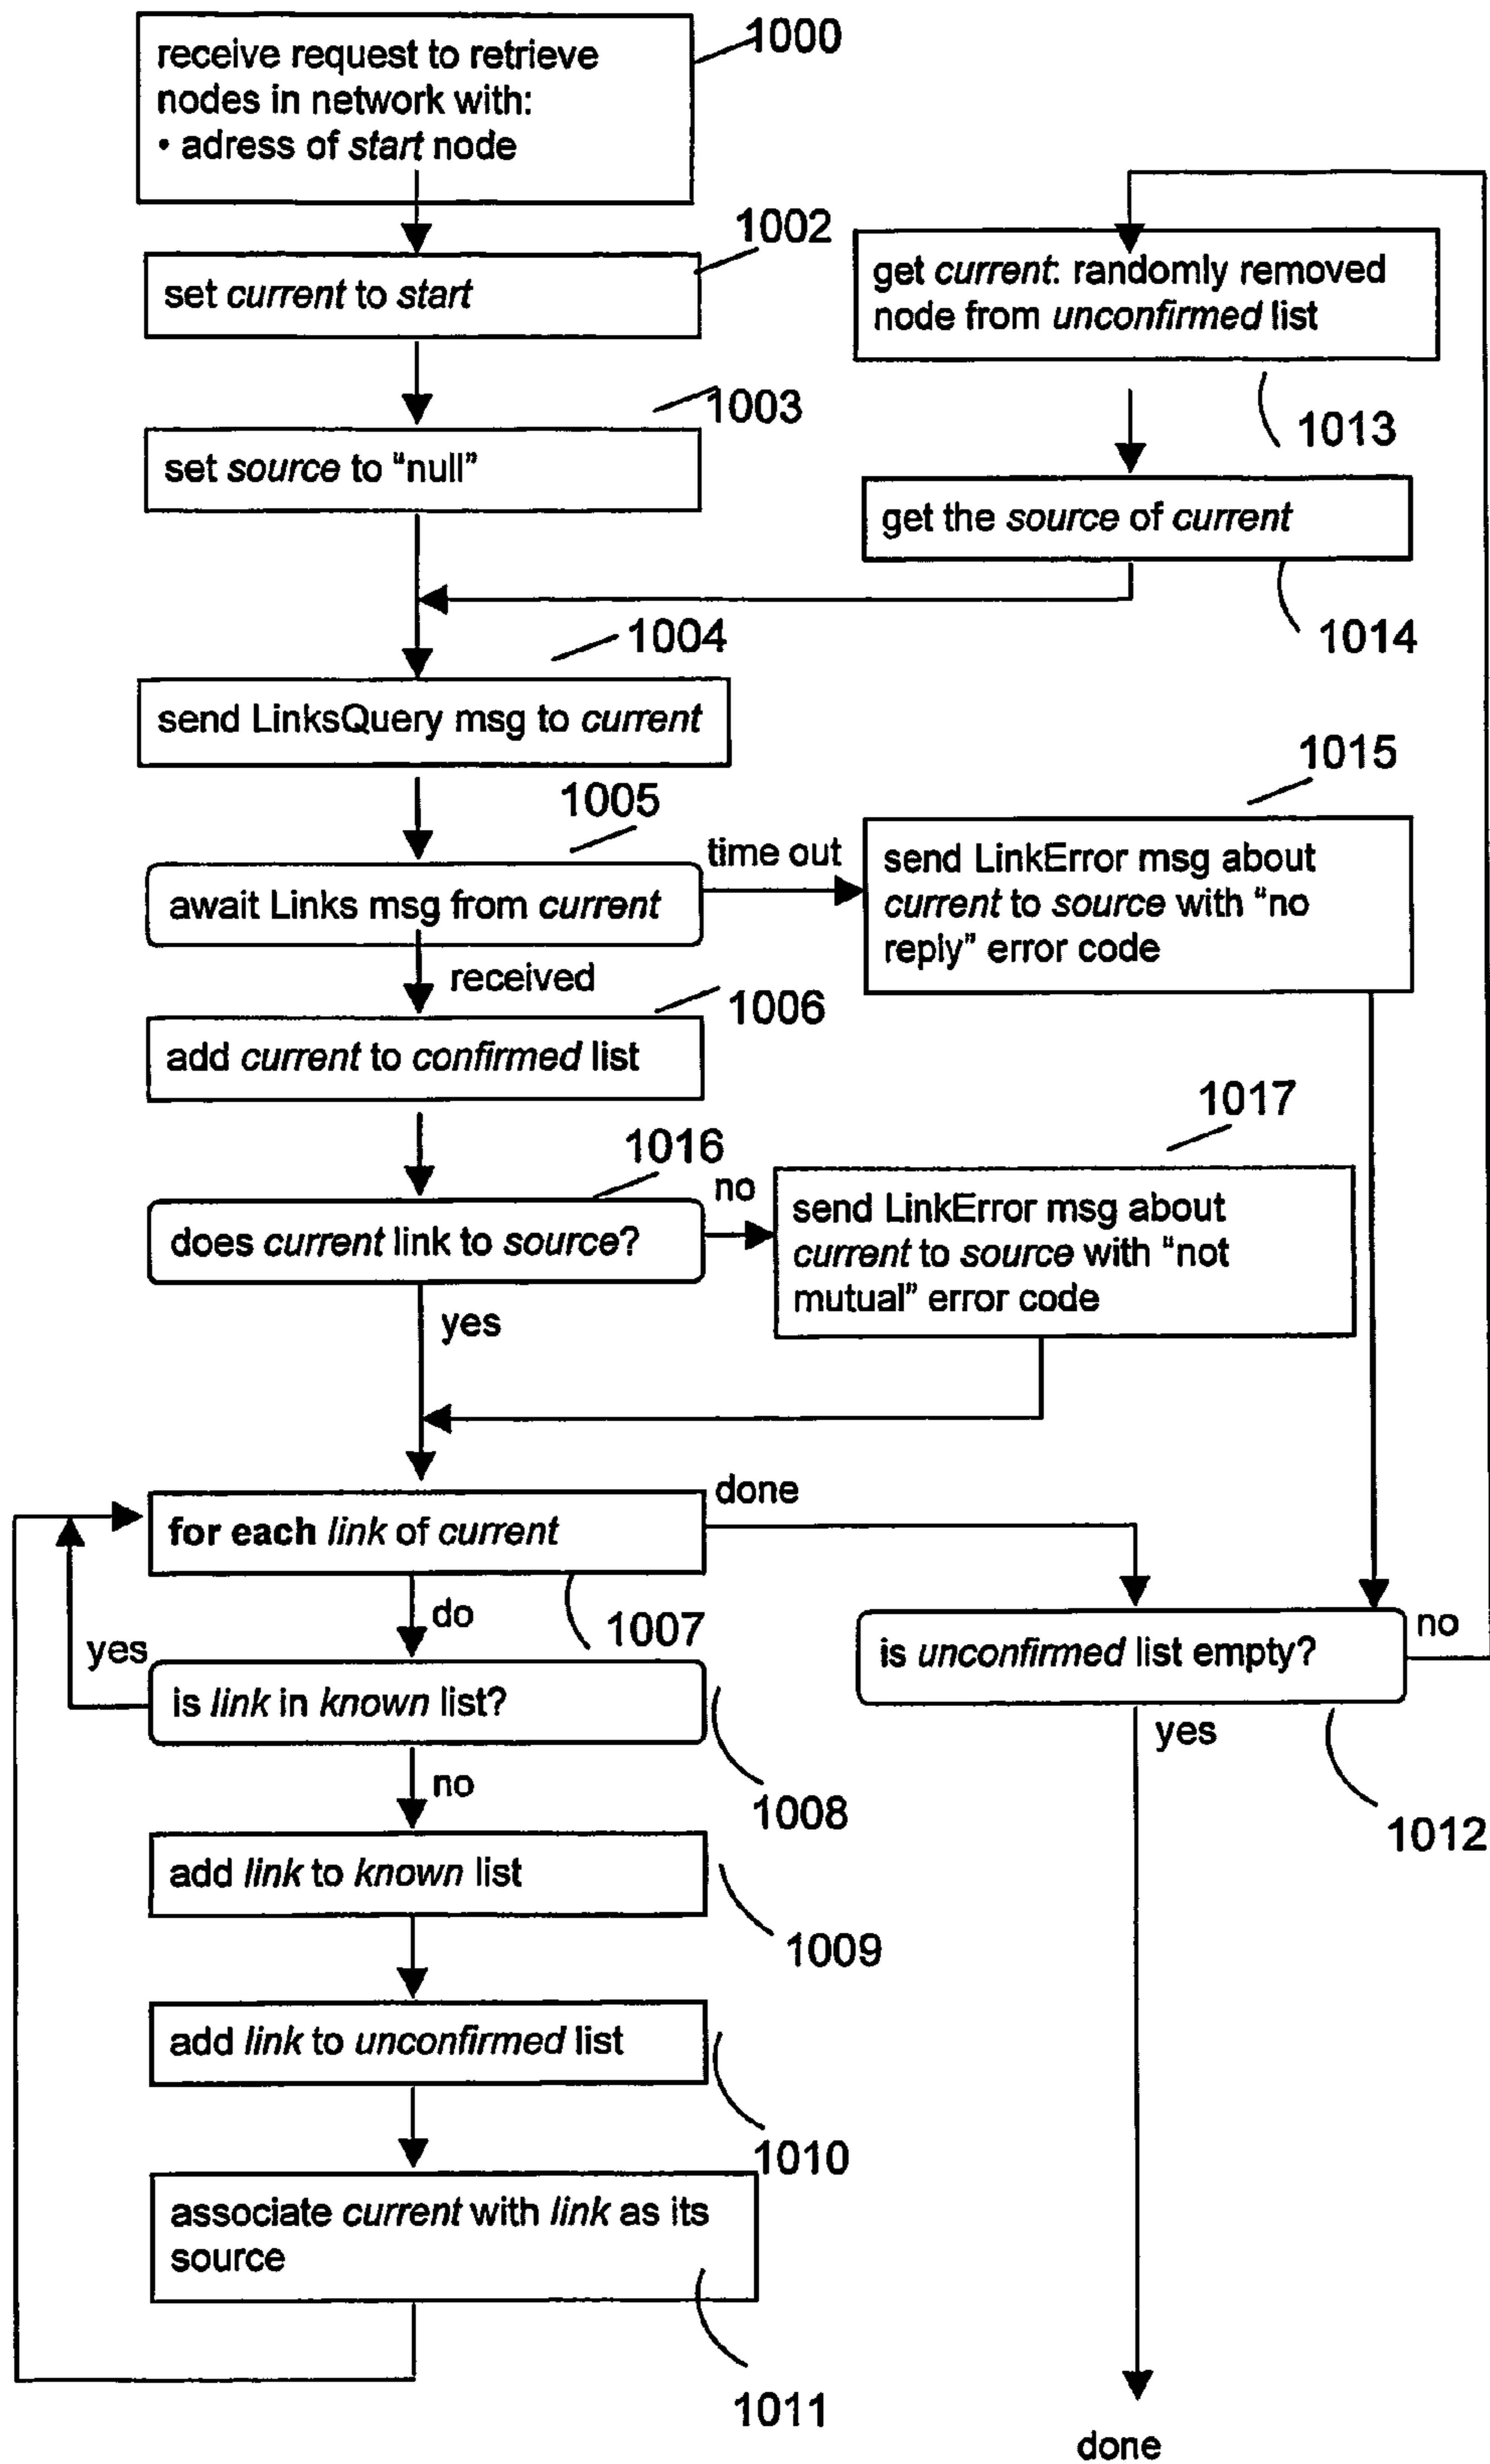 1000
receive request to retrieve
nodes in network with:
• adress of start node
1002
set current to start
get current: randomly removed
node from unconfirmed list
1003
1013
set source to “null”
get the source of current
1014
1004
send LinksQuery msg to current
1015
1005
time out
send LinkError msg about
current to source with “no
reply” error code
await Links msg from current
received
1006
add current to confirmed list
1017
1016
no
send LinkError msg about
current to source with “not
mutual” error code
does current link to source?
yes
done
for each link of current
do
1007
yes
is unconfirmed list empty?
no
is link in known list?
yes
no
1008
1012
add link to known list
1009
add link to unconfirmed list
1010
associate current with link as its
source
1011
done